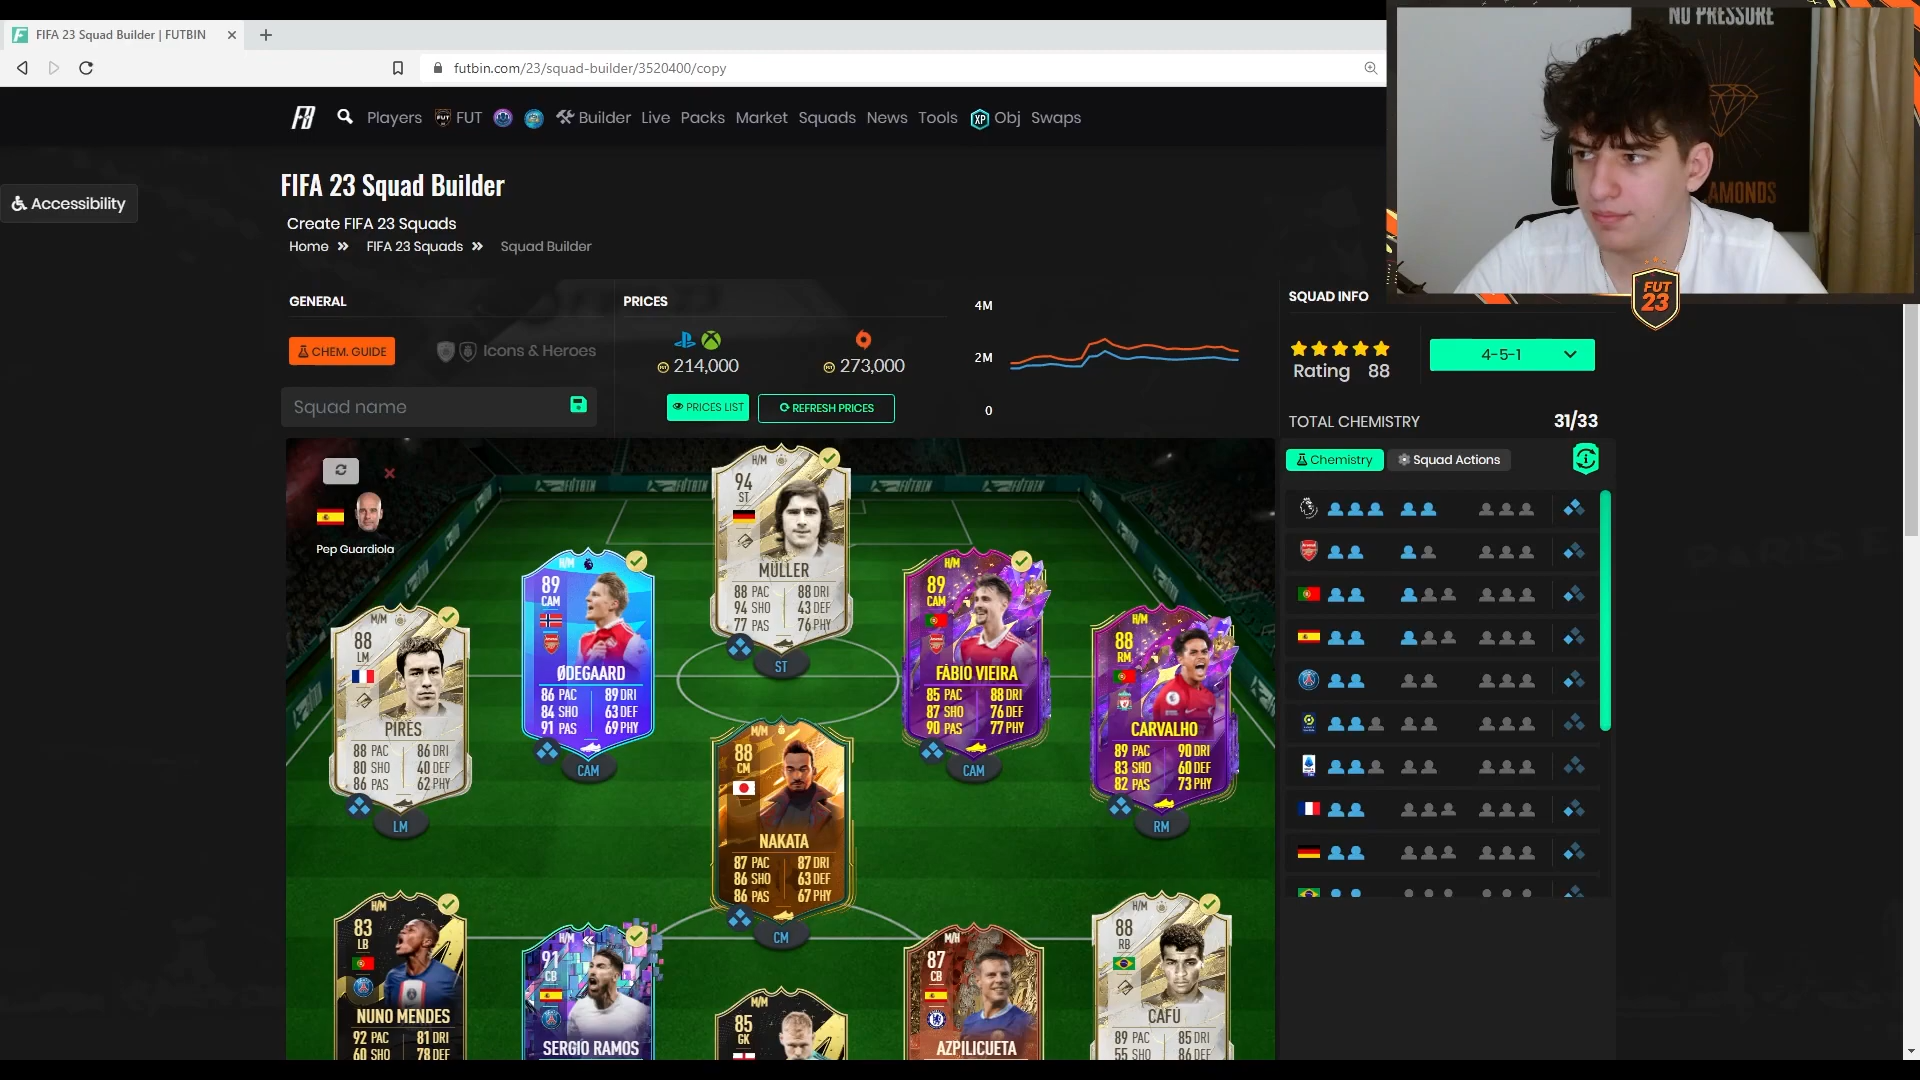 FIFA 23 Squad Builder | FUTBIN
futbin.com/23/squad-builder/3520400/copy
NO PRESSURE
AMONDS
FUT
23
Players FUT Builder Live Packs Market Squads News Tools XP Obj Swaps
Accessibility
FIFA 23 Squad Builder
Create FIFA 23 Squads
Home » FIFA 23 Squads » Squad Builder
GENERAL
CHEM. GUIDE
Icons & Heroes
Squad name
PRICES
214,000
273,000
PRICES LIST
REFRESH PRICES
4M
2M
0
SQUAD INFO
Rating 88
4-5-1
TOTAL CHEMISTRY 31/33
Chemistry
Squad Actions
Pep Guardiola
H/M
94
ST
MÜLLER
88 PAC 88 DRI
94 SHO 43 DEF
77 PAS 76 PHY
ST
H/M
89
CAM
ØDEGAARD
86 PAC 89 DRI
84 SHO 63 DEF
91 PAS 69 PHY
CAM
H/M
89
CAM
FÁBIO VIEIRA
85 PAC 88 DRI
87 SHO 76 DEF
90 PAS 77 PHY
CAM
M/M
88
LM
PIRES
88 PAC 86 DRI
80 SHO 40 DEF
86 PAS 62 PHY
LM
H/M
88
RM
CARVALHO
89 PAC 90 DRI
83 SHO 60 DEF
82 PAS 73 PHY
RM
M/M
88
CM
NAKATA
87 PAC 87 DRI
86 SHO 63 DEF
86 PAS 67 PHY
CM
H/M
83
LB
NUNO MENDES
92 PAC 81 DRI
60 SHO 78 DEF
H/M
91
CB
SERGIO RAMOS
M/M
85
GK
M/H
87
CB
AZPILICUETA
H/M
88
RB
CAFÚ
89 PAC 85 DRI
55 SHO 86 DEF